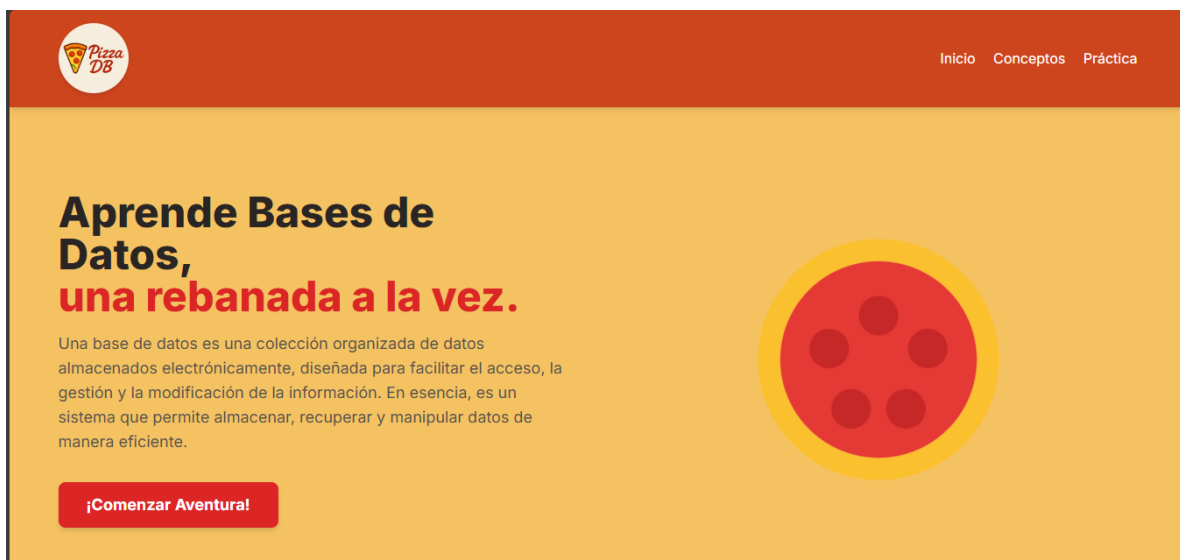 Pizza
DB
Inicio Conceptos Práctica
Aprende Bases de
Datos,
una rebanada a la vez.
Una base de datos es una colección organizada de datos
almacenados electrónicamente, diseñada para facilitar el acceso, la
gestión y la modificación de la información. En esencia, es un
sistema que permite almacenar, recuperar y manipular datos de
manera eficiente.
¡Comenzar Aventura!